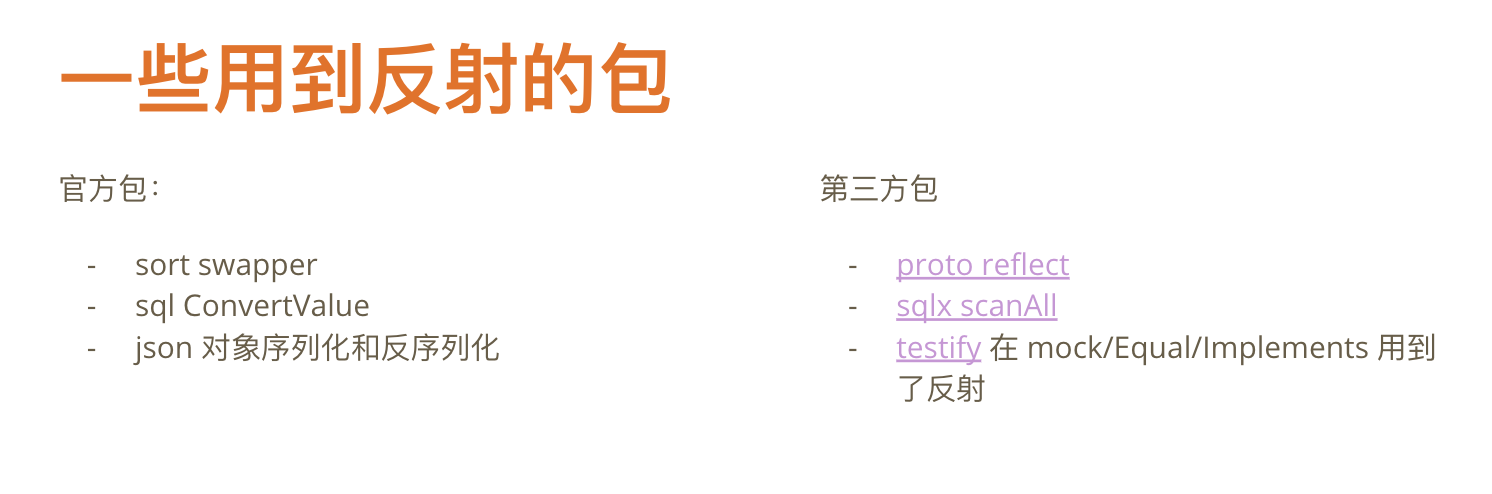 一些用到反射的包
官方包：
- sort swapper
- sql ConvertValue
- json 对象序列化和反序列化
第三方包
- proto reflect
- sqlx scanAll
- testify 在 mock/Equal/Implements 用到
了反射